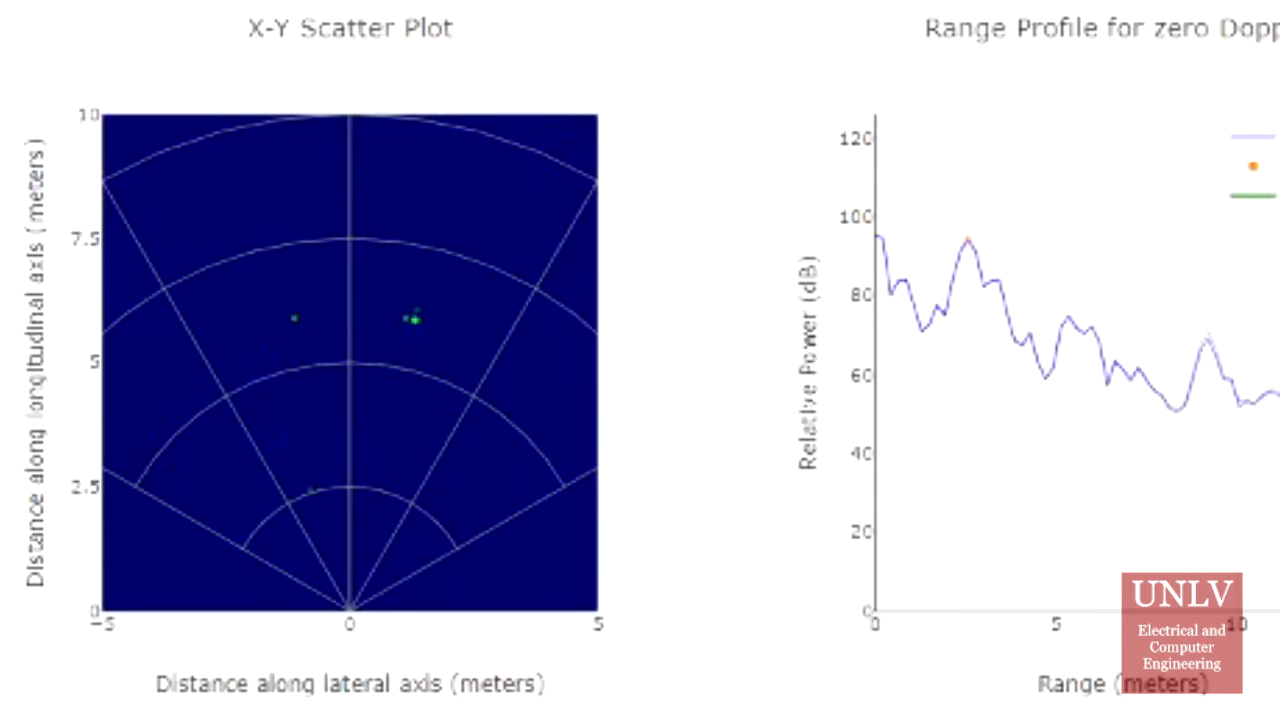 X-Y Scatter Plot
Distance along longitudinal axis (meters)
10
7.5
5
2.5
0
-5
0
5
Distance along lateral axis (meters)
Range Profile for zero Dopp
Relative Power (dB)
120
100
80
60
40
20
0
0
5
10
Range (meters)
UNLV
Electrical and
Computer
Engineering